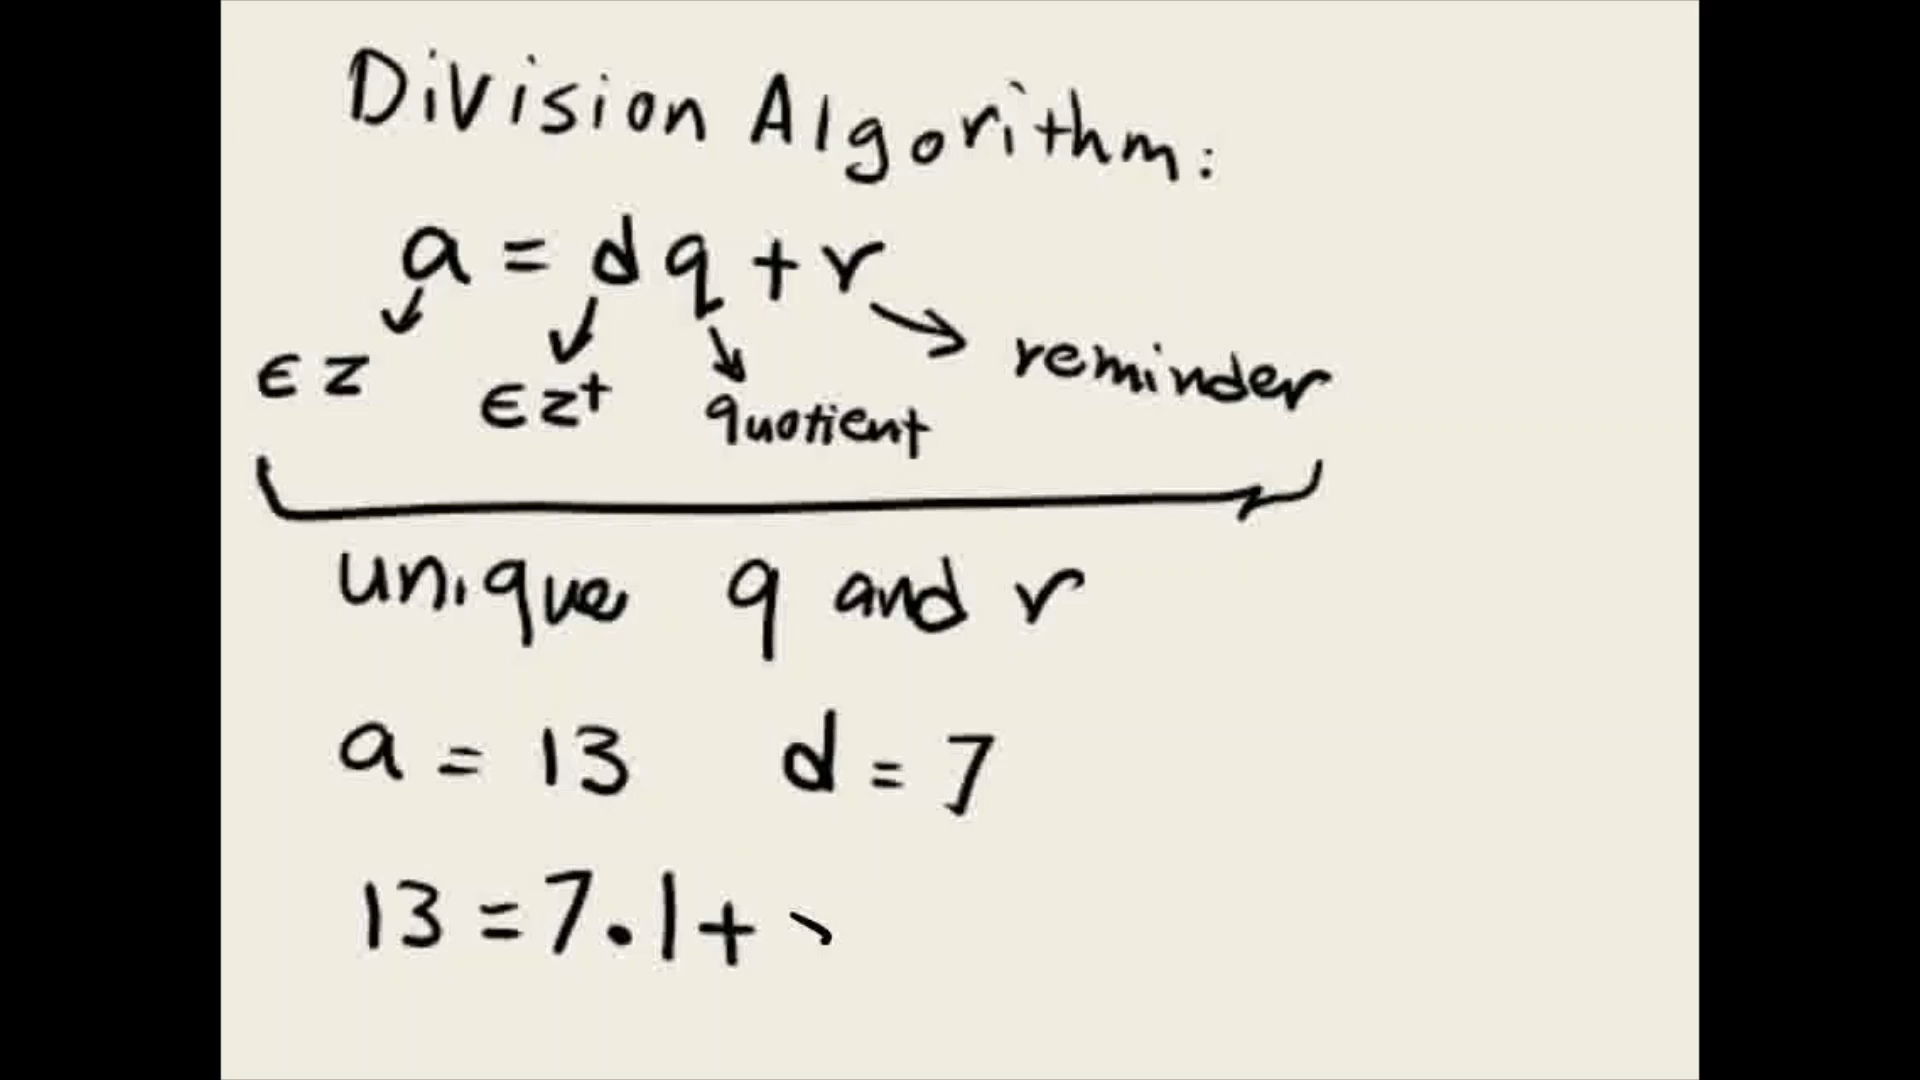 Division Algorithm:
a = dq + r
∈ Z
∈ Z+
quotient
reminder
unique q and r
a = 13 d = 7
13 = 7 . 1 +